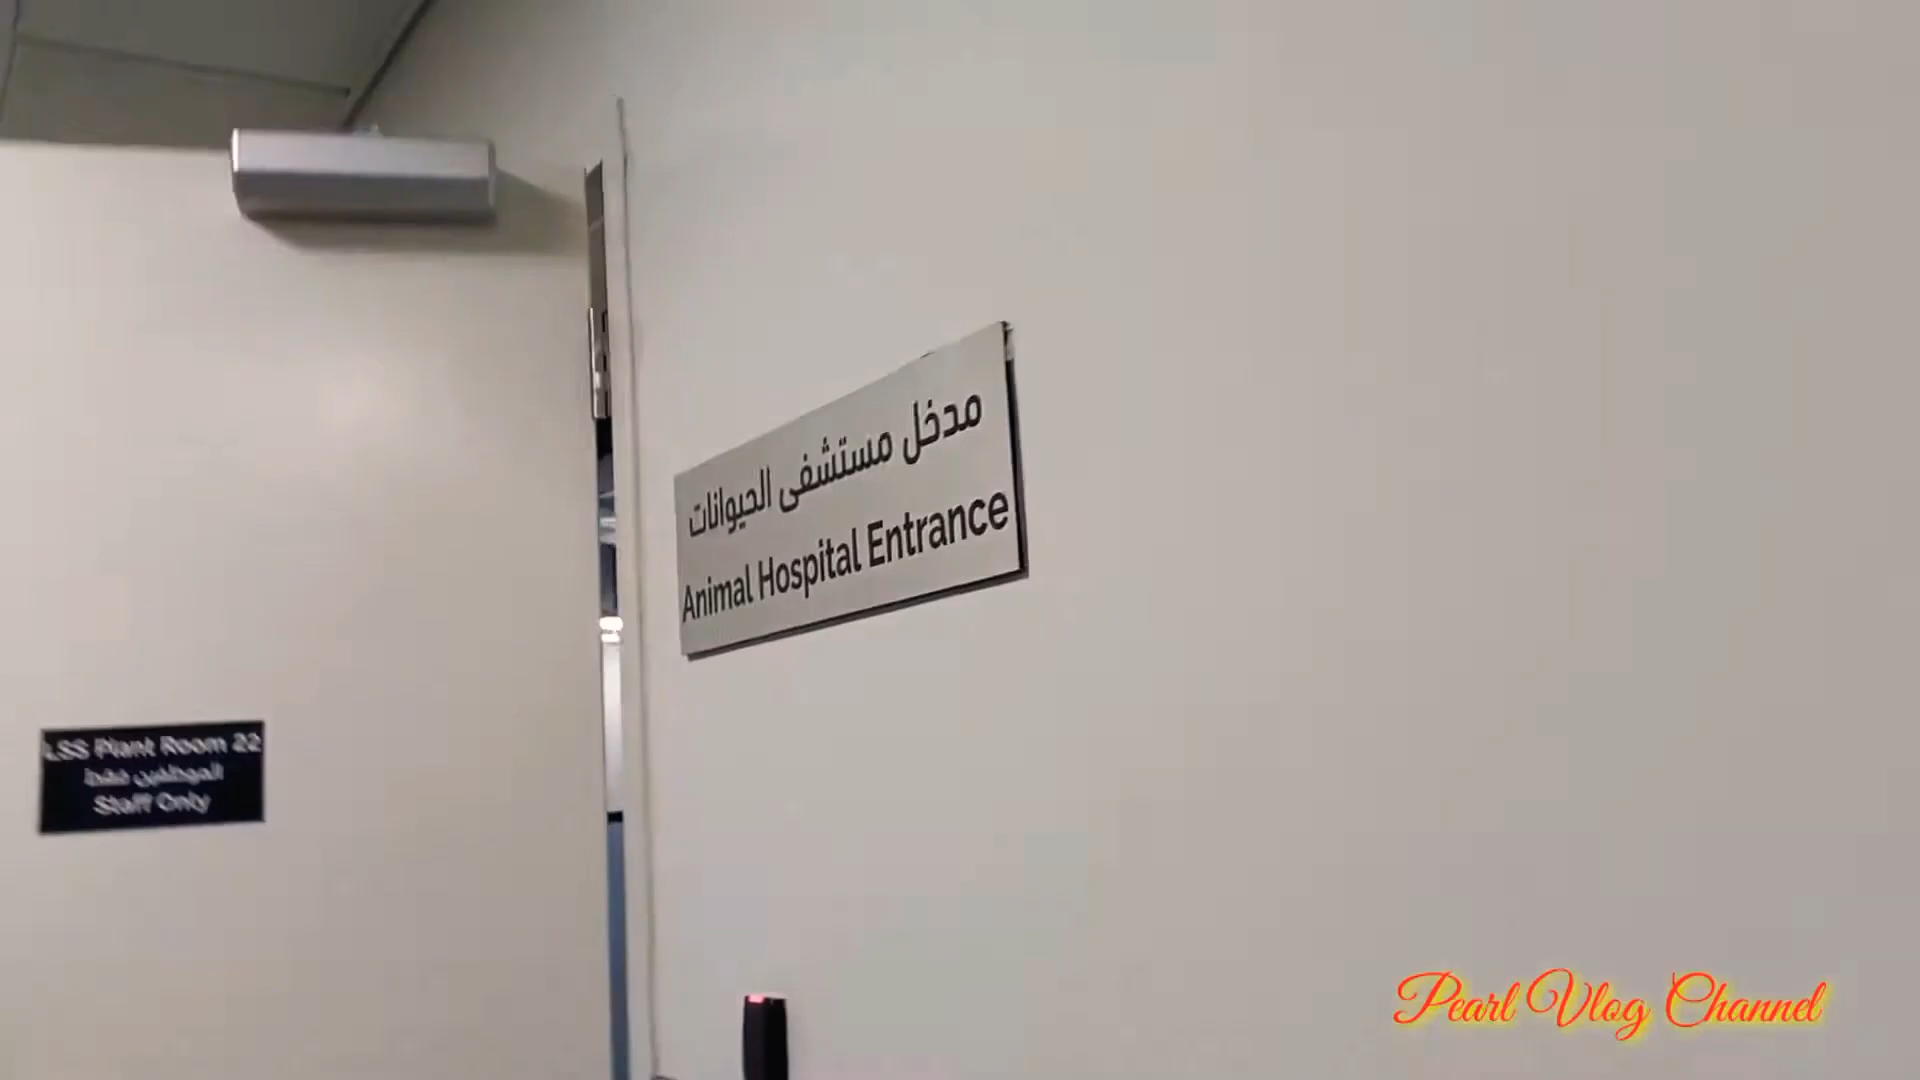 مدخل مستشفى الحيوانات
Animal Hospital Entrance
LSS Plant Room 22
الموظفين فقط
Staff Only
Pearl Vlog Channel